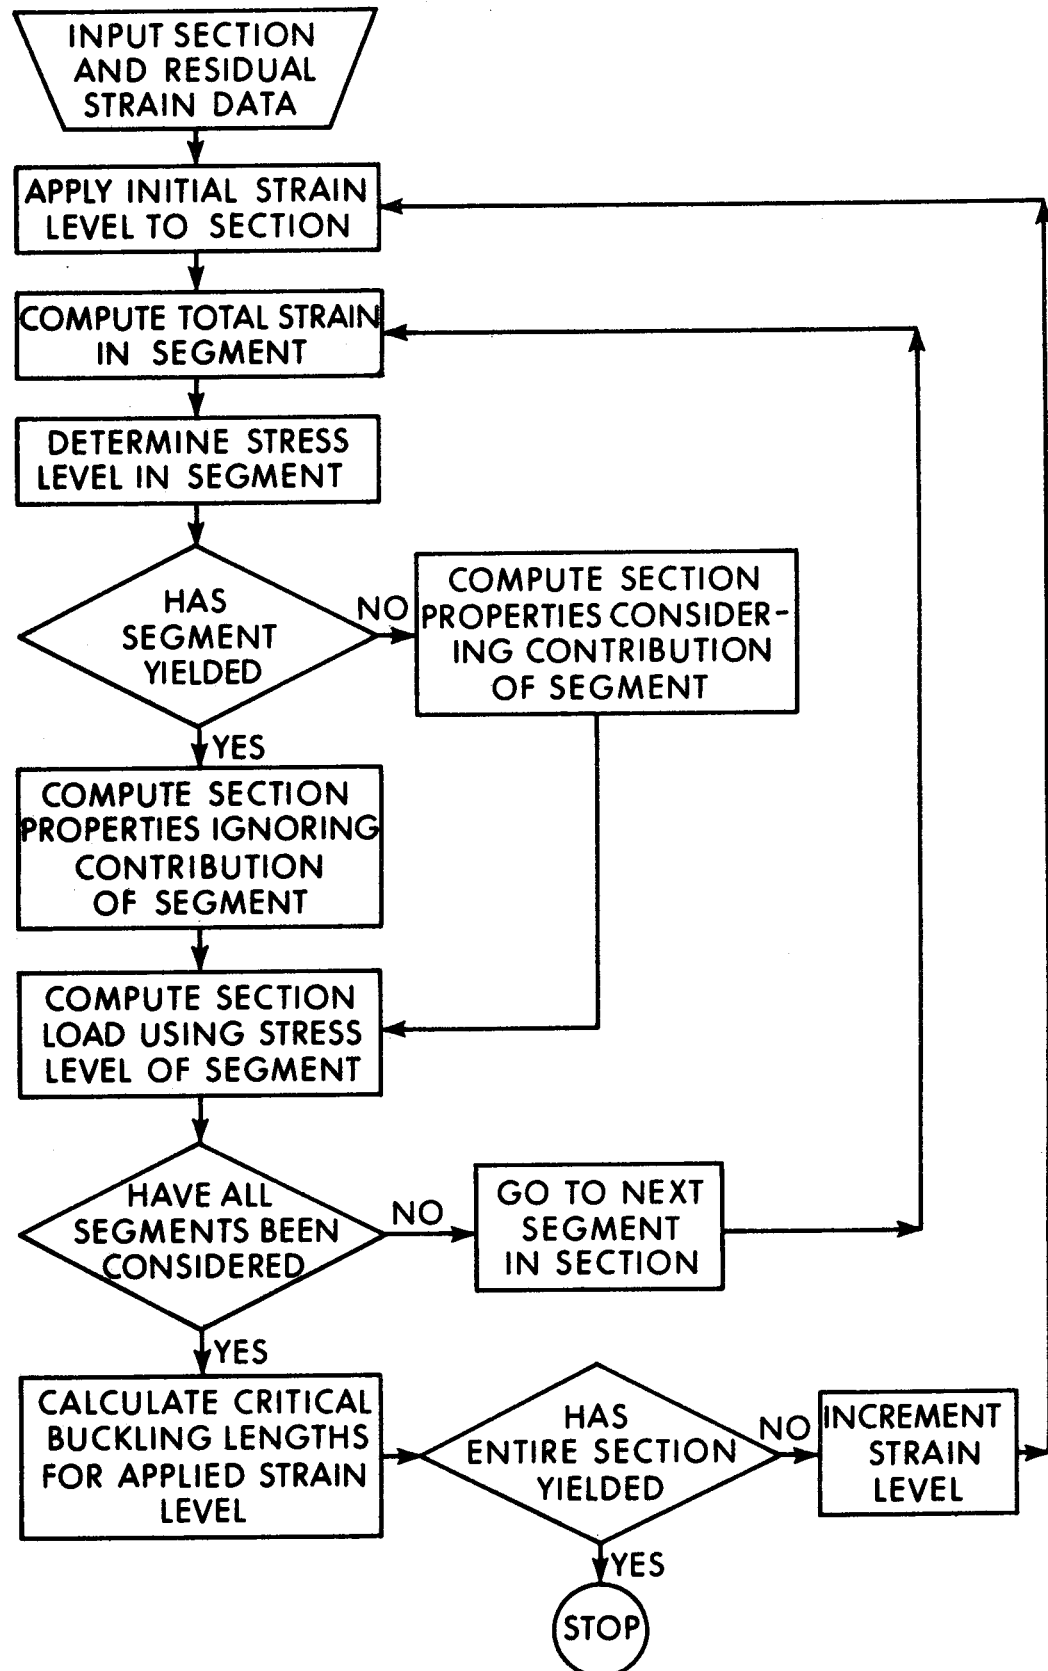 INPUT SECTION
AND RESIDUAL
STRAIN DATA
APPLY INITIAL STRAIN
LEVEL TO SECTION
COMPUTE TOTAL STRAIN
IN SEGMENT
DETERMINE STRESS
LEVEL IN SEGMENT
HAS
SEGMENT
YIELDED
NO
COMPUTE SECTION
PROPERTIES CONSIDER-
ING CONTRIBUTION
OF SEGMENT
YES
COMPUTE SECTION
PROPERTIES IGNORING
CONTRIBUTION
OF SEGMENT
COMPUTE SECTION
LOAD USING STRESS
LEVEL OF SEGMENT
HAVE ALL
SEGMENTS BEEN
CONSIDERED
NO
GO TO NEXT
SEGMENT
IN SECTION
YES
CALCULATE CRITICAL
BUCKLING LENGTHS
FOR APPLIED STRAIN
LEVEL
HAS
ENTIRE SECTION
YIELDED
NO
INCREMENT
STRAIN
LEVEL
YES
STOP